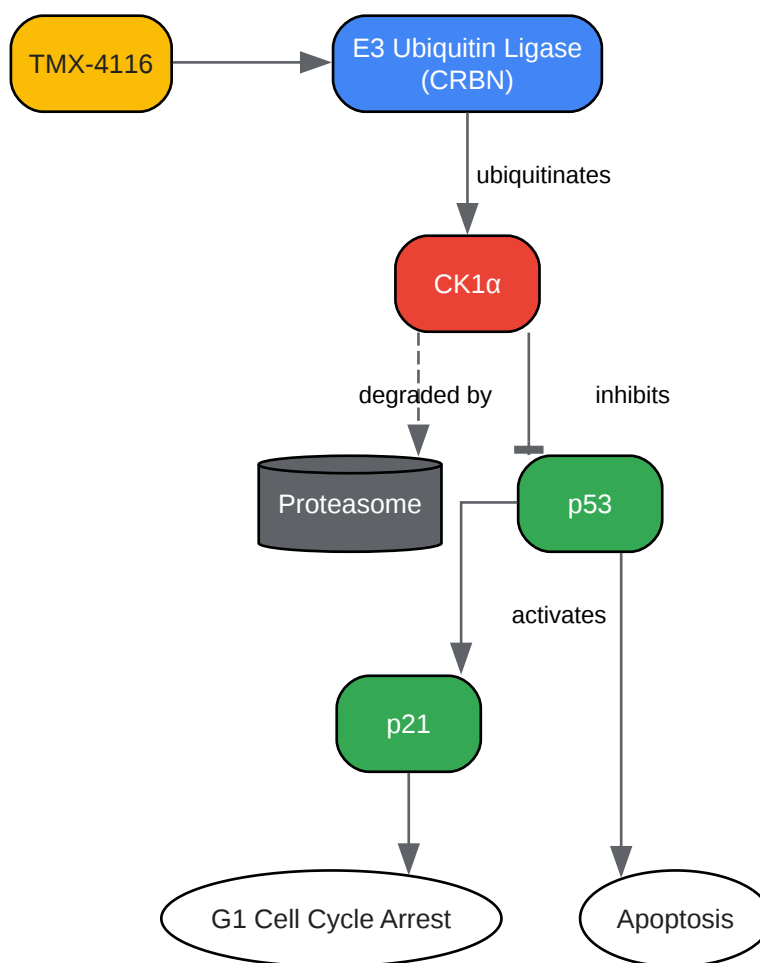 TMX-4116
E3 Ubiquitin Ligase
(CRBN)
ubiquitinates
CK1α
degraded by
inhibits
Proteasome
p53
activates
p21
G1 Cell Cycle Arrest
Apoptosis